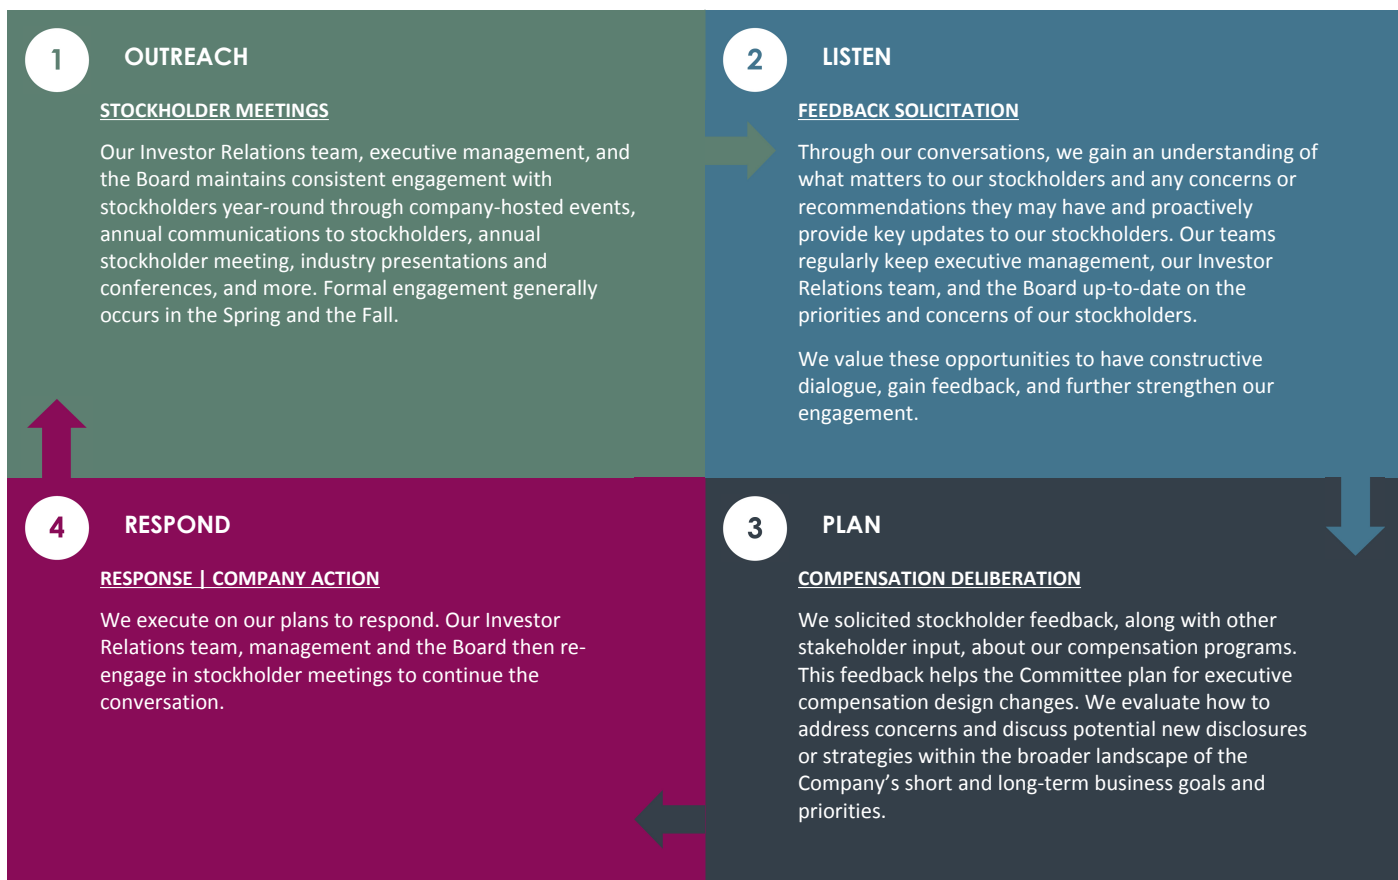 1
OUTREACH
STOCKHOLDER MEETINGS
Our Investor Relations team, executive management, and
the Board maintains consistent engagement with
stockholders year-round through company-hosted events,
annual communications to stockholders, annual
stockholder meeting, industry presentations and
conferences, and more. Formal engagement generally
occurs in the Spring and the Fall.
2
LISTEN
FEEDBACK SOLICITATION
Through our conversations, we gain an understanding of
what matters to our stockholders and any concerns or
recommendations they may have and proactively
provide key updates to our stockholders. Our teams
regularly keep executive management, our Investor
Relations team, and the Board up-to-date on the
priorities and concerns of our stockholders.
We value these opportunities to have constructive
dialogue, gain feedback, and further strengthen our
engagement.
3
PLAN
COMPENSATION DELIBERATION
We solicited stockholder feedback, along with other
stakeholder input, about our compensation programs.
This feedback helps the Committee plan for executive
compensation design changes. We evaluate how to
address concerns and discuss potential new disclosures
or strategies within the broader landscape of the
Company's short and long-term business goals and
priorities.
4
RESPOND
RESPONSE | COMPANY ACTION
We execute on our plans to respond. Our Investor
Relations team, management and the Board then re-
engage in stockholder meetings to continue the
conversation.